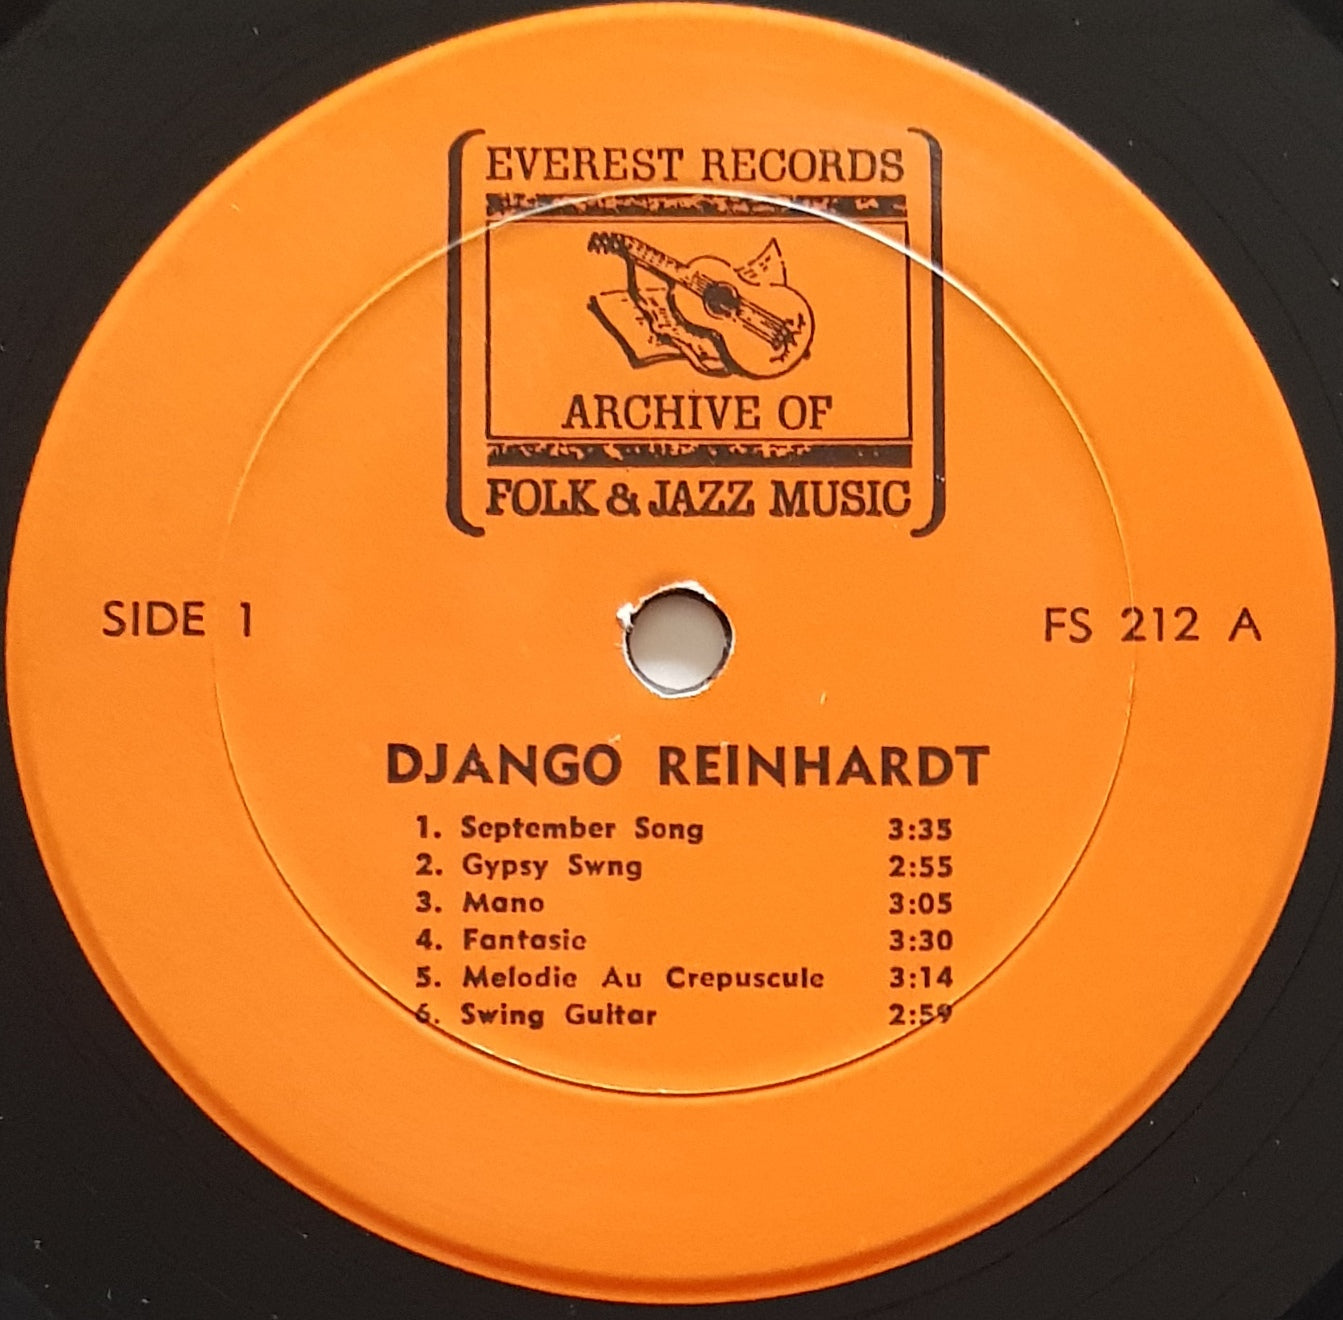 EVEREST RECORDS
ARCHIVE OF
FOLK & JAZZ MUSIC
SIDE 1
FS 212 A
DJANGO REINHARDT
1. September Song 3:35
2. Gypsy Swng 2:55
3. Mano 3:05
4. Fantasie 3:30
5. Melodie Au Crepuscule 3:14
6. Swing Guitar 2:59